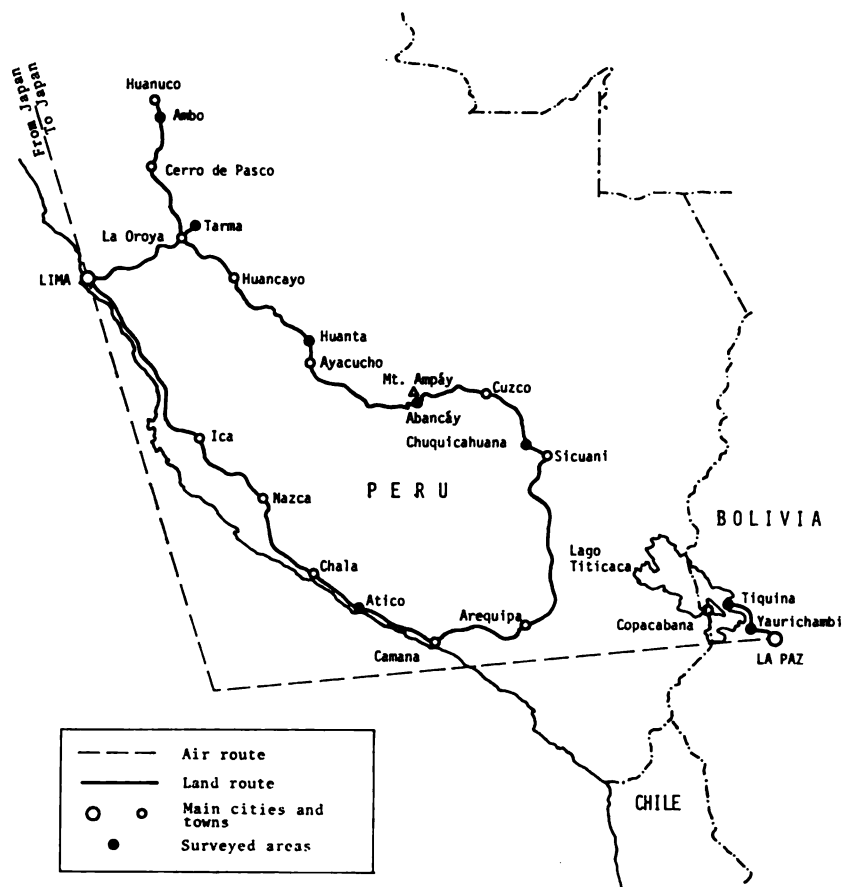 From Japan
To Japan
Huanuco
Ambo
Cerro de Pasco
Tarma
La Oroya
LIMA
Huancayo
Huanta
Ayacucho
Mt. Ampáy
Cuzco
Abancáy
Chuquicahuana
Sicuani
Ica
PERU
Nazca
BOLIVIA
Lago
Titicaca
Chala
Atico
Arequipa
Tiquina
Copacabana
Yaurichambi
Camana
LA PAZ
Air route
Land route
Main cities and
towns
Surveyed areas
CHILE